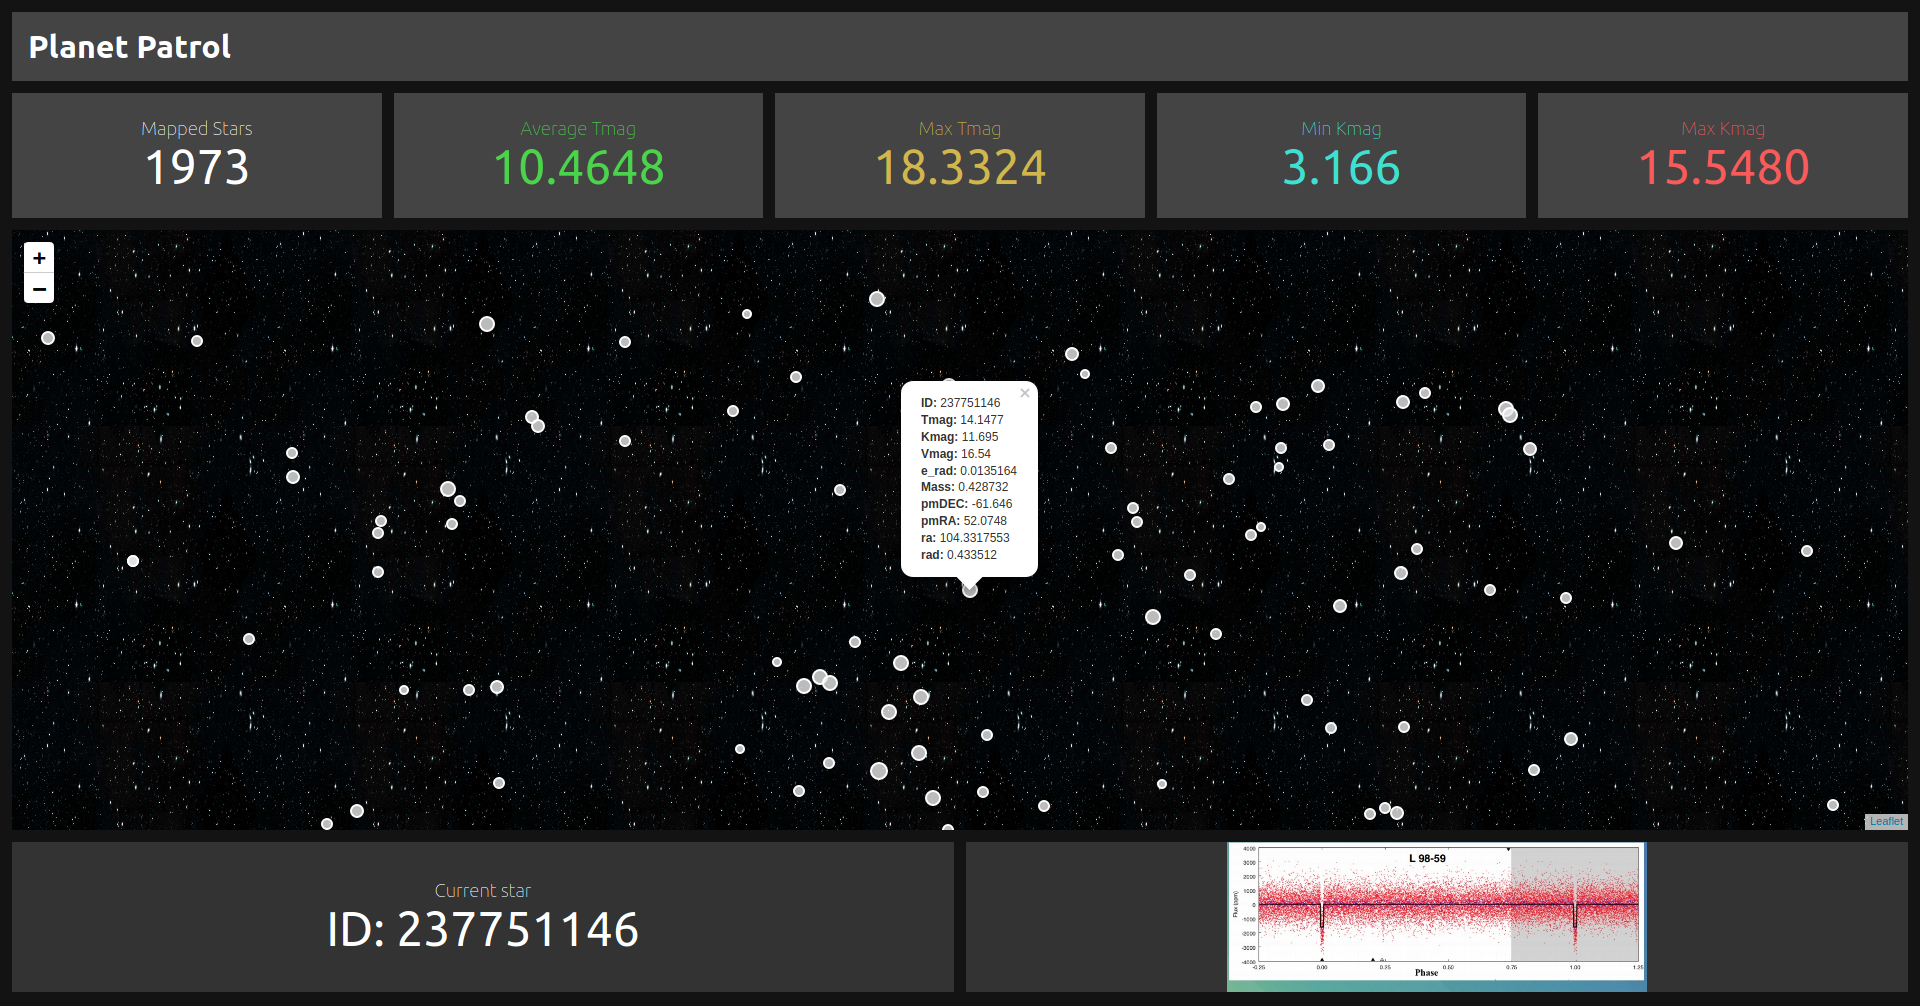 Planet Patrol
Mapped Stars
1973
Average Tmag
10.4648
Max Tmag
18.3324
Min Kmag
3.166
Max Kmag
15.5480
+
−
×
ID: 237751146
Tmag: 14.1477
Kmag: 11.695
Vmag: 16.54
e_rad: 0.0135164
Mass: 0.428732
pmDEC: -61.646
pmRA: 52.0748
ra: 104.3317553
rad: 0.433512
Leaflet
Current star
ID: 237751146
L 98-59
4000
3000
2000
1000
0
-1000
-2000
-3000
-4000
Flux (ppm)
-0.25 0.00 0.25 0.50 0.75 1.00 1.25
Phase